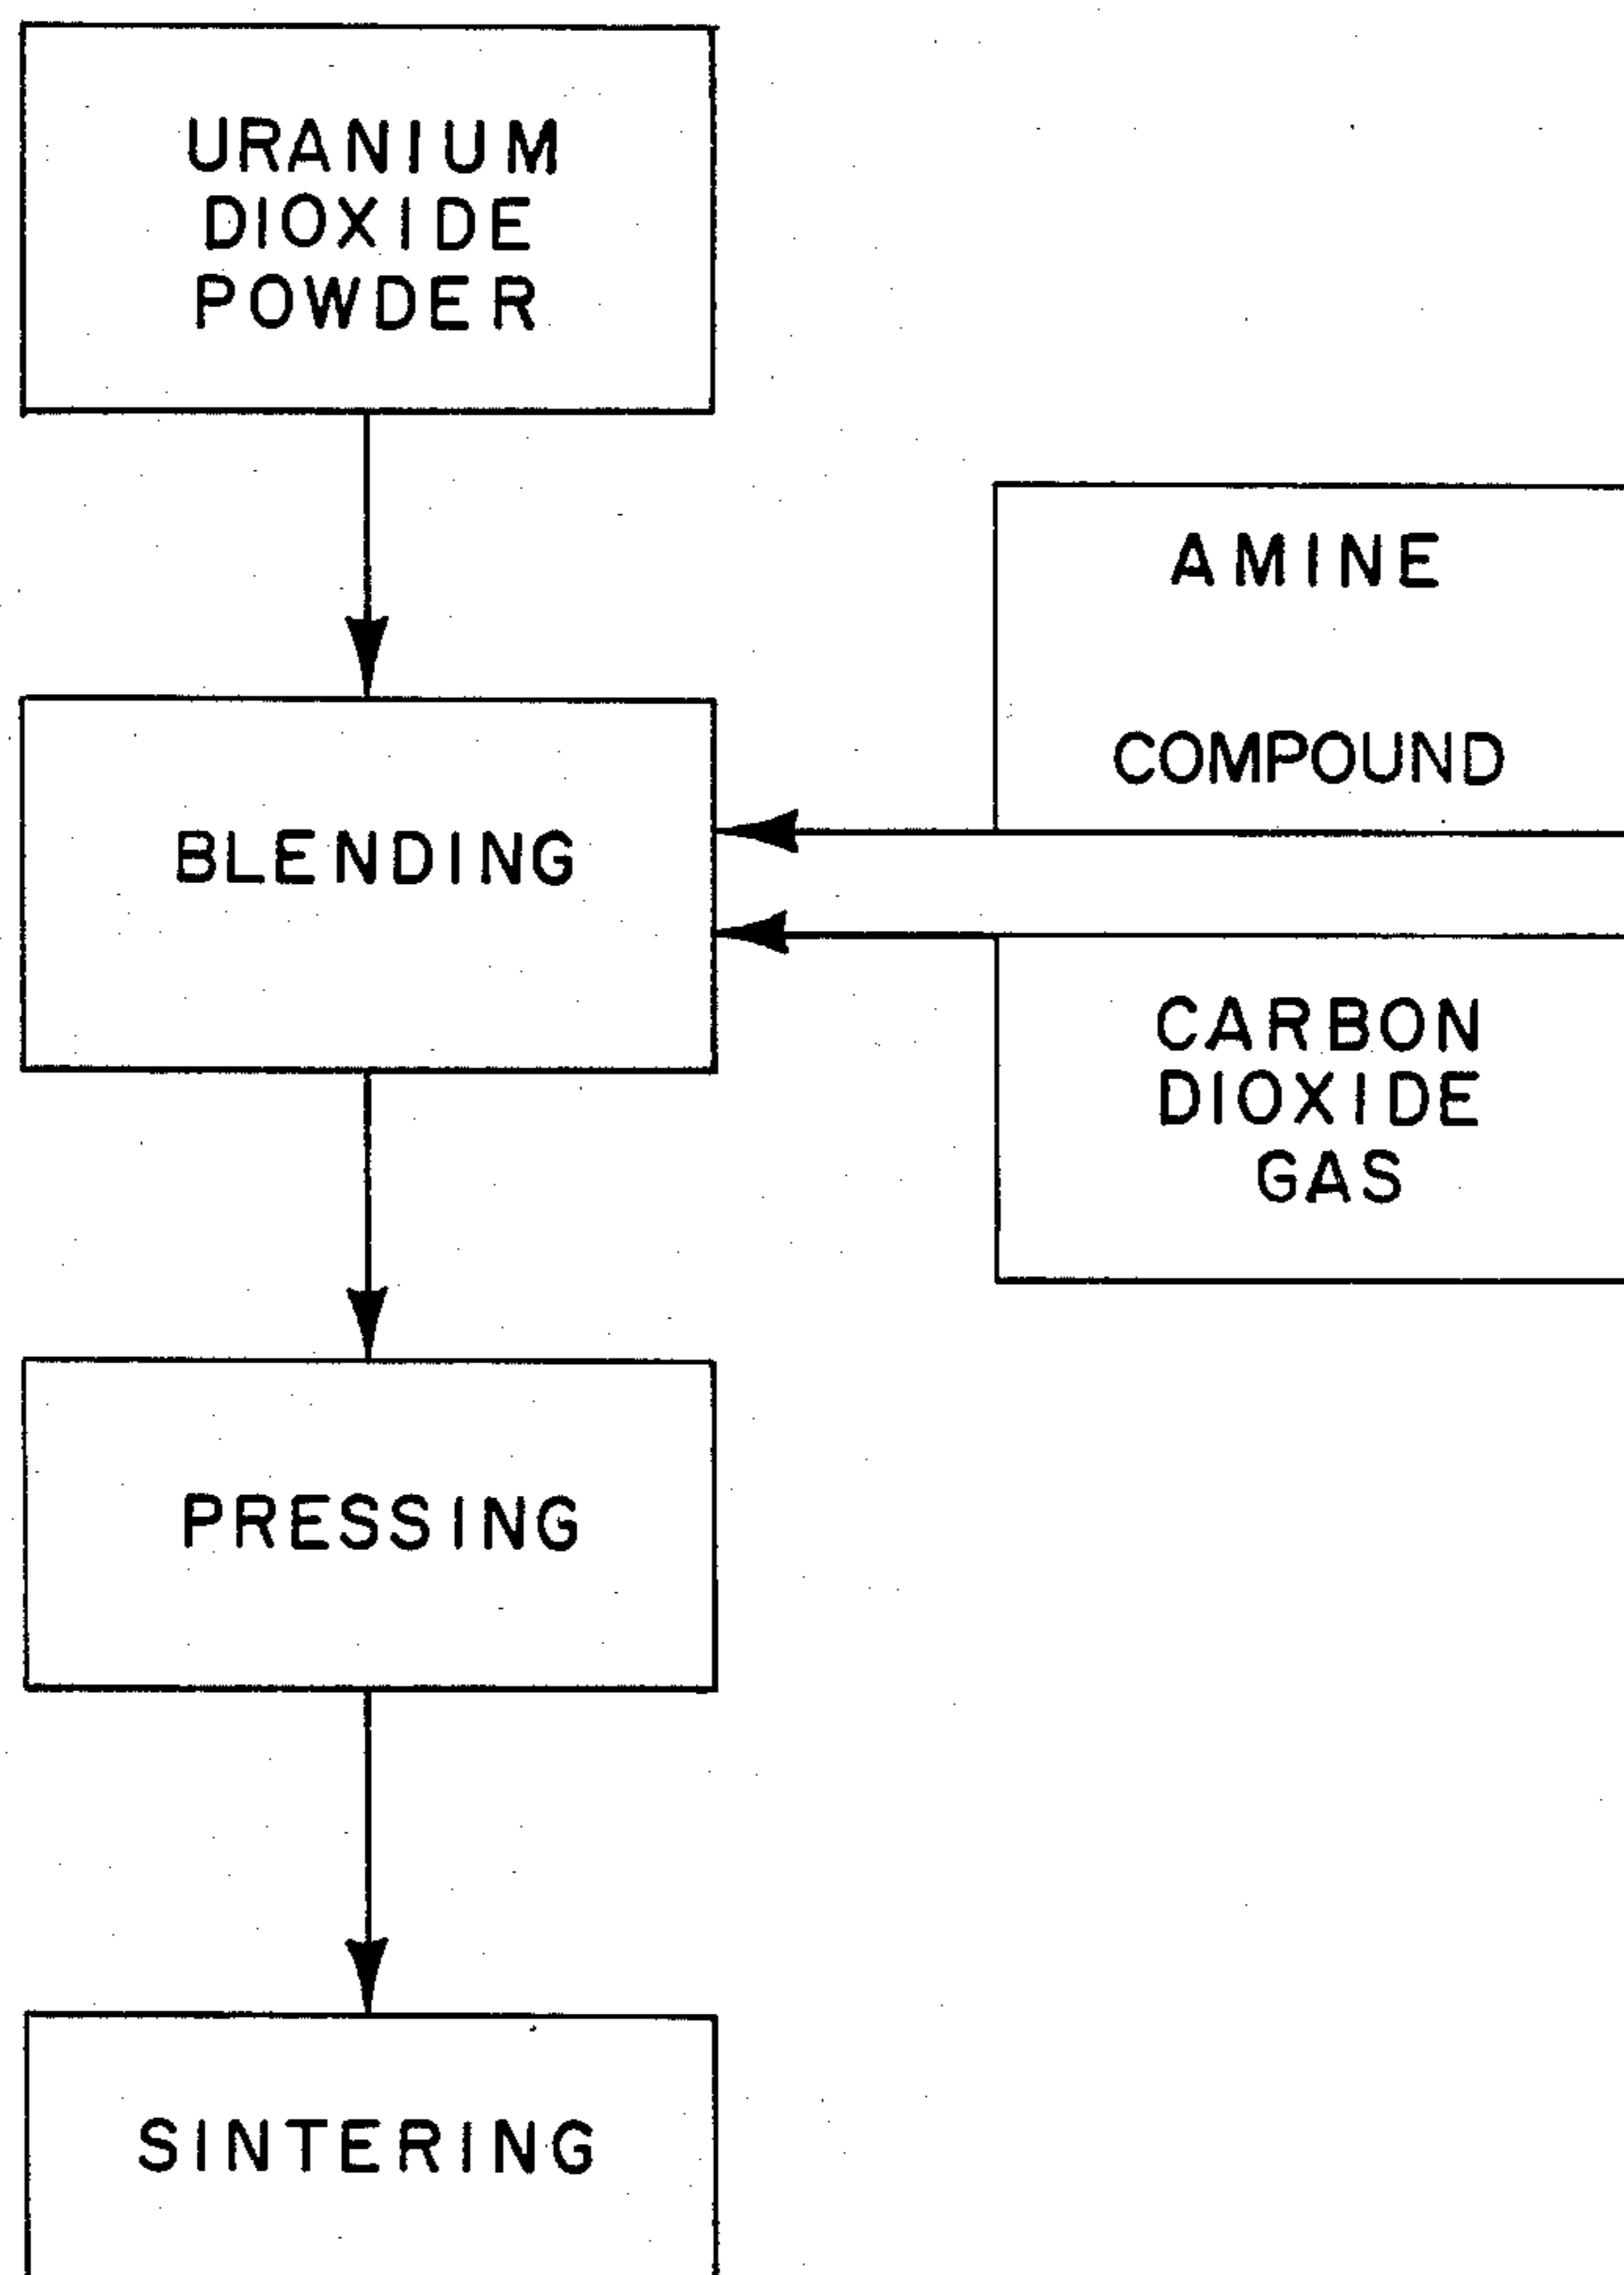 URANIUM
DIOXIDE
POWDER
AMINE
COMPOUND
BLENDING
CARBON
DIOXIDE
GAS
PRESSING
SINTERING